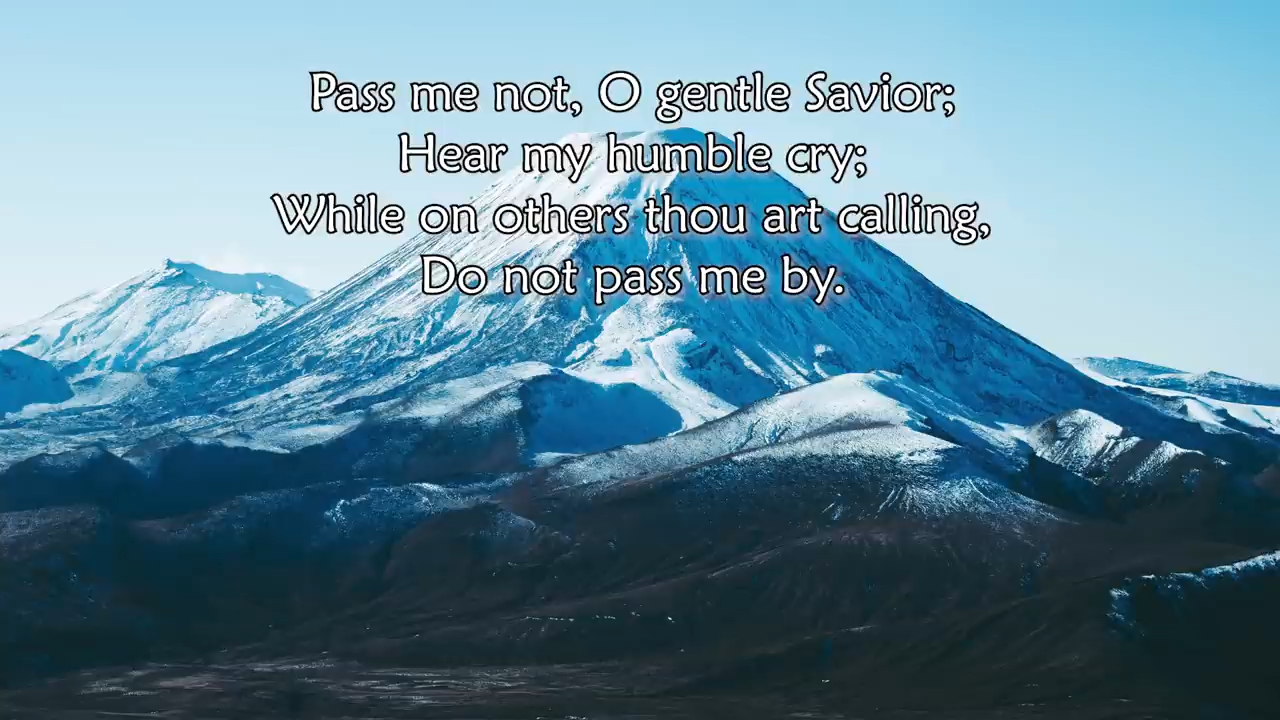 Pass me not, O gentle Savior;
Hear my humble cry;
While on others thou art calling,
Do not pass me by.